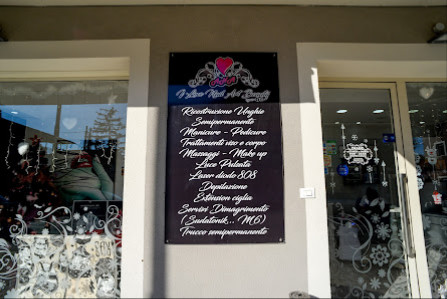 I Love Nail Art Beauty
Ricostruzione Unghie
Semipermanente
Manicure - Pedicure
Trattamenti viso e corpo
Massaggi - Make up
Luce Pulsata
Laser diodo 808
Depilazione
Extension ciglia
Servizi Dimagrimento
(Sudatonik... M6)
Trucco semipermanente